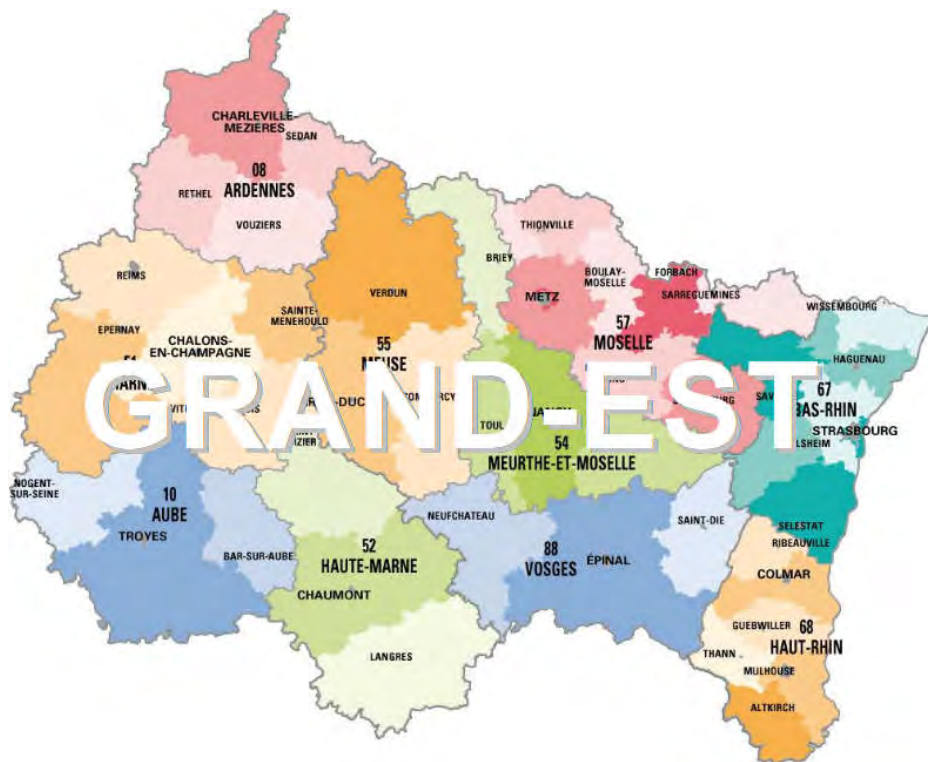 CHARLEVILLE-
MEZIERES
SEDAN
08
ARDENNES
RETHEL
VOUZIERS
THIONVILLE
BRIEY
REIMS
BOULAY-
MOSELLE
FORBACH
SARREGUEMINES
METZ
VERDUN
WISSEMBOURG
SAINTE-
MENEHOULD
EPERNAY
CHALONS-
EN-CHAMPAGNE
55
MEUSE
57
MOSELLE
HAGUENAU
67
BAS-RHIN
STRASBOURG
GRAND-EST
TOUL
54
MEURTHE-ET-MOSELLE
NOGENT-
SUR-SEINE
10
AUBE
TROYES
BAR-SUR-AUBE
52
HAUTE-MARNE
CHAUMONT
LANGRES
NEUFCHATEAU
88
VOSGES
ÉPINAL
SAINT-DIE
SELESTAT
RIBEAUVILLE
COLMAR
GUEBWILLER
68
HAUT-RHIN
THANN
MULHOUSE
ALTKIRCH